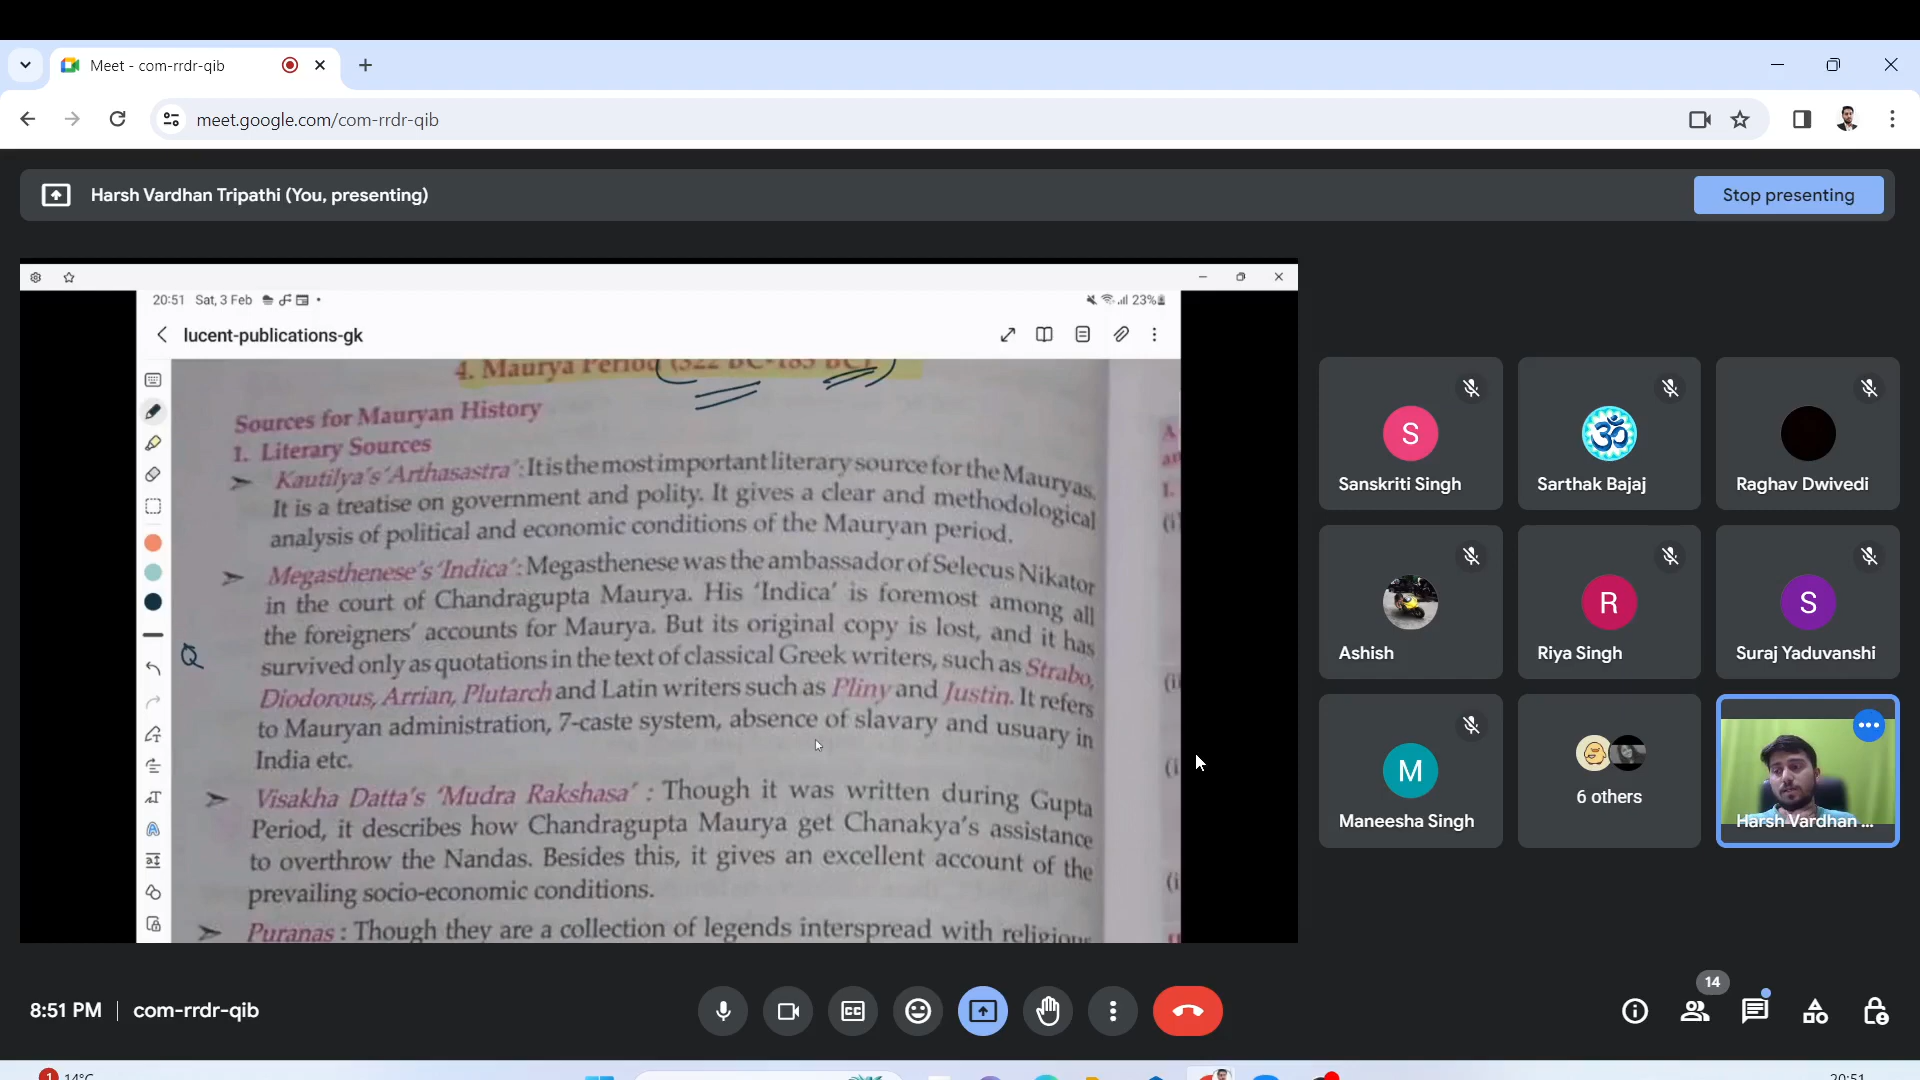 Meet - com-rrdr-qib
meet.google.com/com-rrdr-qib
Harsh Vardhan Tripathi (You, presenting)
Stop presenting
20:51 Sat, 3 Feb
23%
lucent-publications-gk
4. Maurya Period (322 BC-185 BC)
Sources for Mauryan History
1. Literary Sources
➢ Kautilya's 'Arthasastra' : It is the most important literary source for the Mauryas.
It is a treatise on government and polity. It gives a clear and methodological
analysis of political and economic conditions of the Mauryan period.
➢ Megasthenese's 'Indica' : Megasthenese was the ambassador of Selecus Nikator
in the court of Chandragupta Maurya. His 'Indica' is foremost among all
the foreigners' accounts for Maurya. But its original copy is lost, and it has
Q
survived only as quotations in the text of classical Greek writers, such as Strabo,
Diodorous, Arrian, Plutarch and Latin writers such as Pliny and Justin. It refers
to Mauryan administration, 7-caste system, absence of slavary and usuary in
India etc.
➢ Visakha Datta's 'Mudra Rakshasa' : Though it was written during Gupta
Period, it describes how Chandragupta Maurya get Chanakya's assistance
to overthrow the Nandas. Besides this, it gives an excellent account of the
prevailing socio-economic conditions.
➢ Puranas : Though they are a collection of legends interspread with religious
S
Sanskriti Singh
ॐ
Sarthak Bajaj
Raghav Dwivedi
Ashish
R
Riya Singh
S
Suraj Yaduvanshi
M
Maneesha Singh
6 others
Harsh Vardhan ...
8:51 PM
com-rrdr-qib
CC
14
1
14°C
20:51